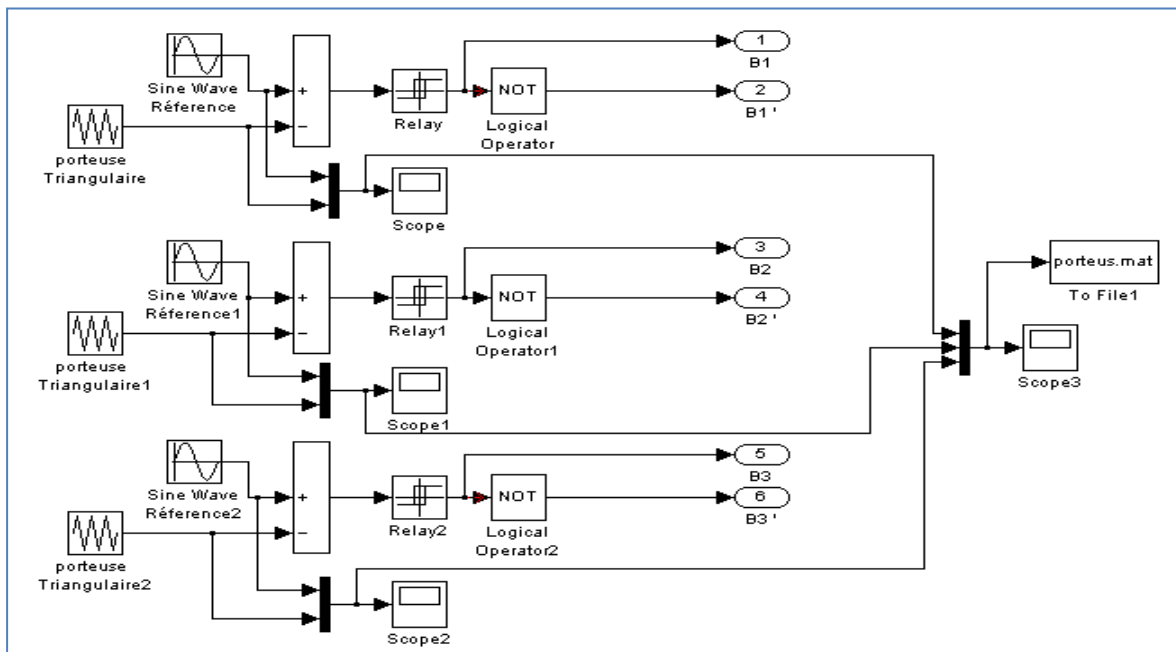 1
B1
Sine Wave
Réference
+
−
Relay
NOT
Logical
Operator
2
B1 '
porteuse
Triangulaire
Scope
3
B2
Sine Wave
Réference1
+
−
Relay1
NOT
Logical
Operator1
4
B2 '
porteus.mat
To File1
porteuse
Triangulaire1
Scope1
Scope3
5
B3
Sine Wave
Réference2
+
−
Relay2
NOT
Logical
Operator2
6
B3 '
porteuse
Triangulaire2
Scope2